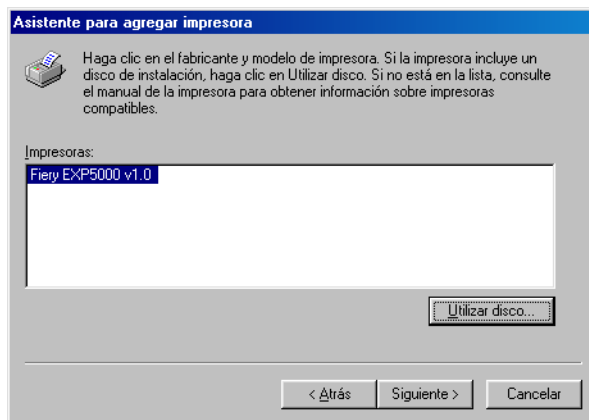 Asistente para agregar impresora
Haga clic en el fabricante y modelo de impresora. Si la impresora incluye un
disco de instalación, haga clic en Utilizar disco. Si no está en la lista, consulte
el manual de la impresora para obtener información sobre impresoras
compatibles.
Impresoras:
Fiery EXP5000 v1.0
Utilizar disco...
< Atrás
Siguiente >
Cancelar